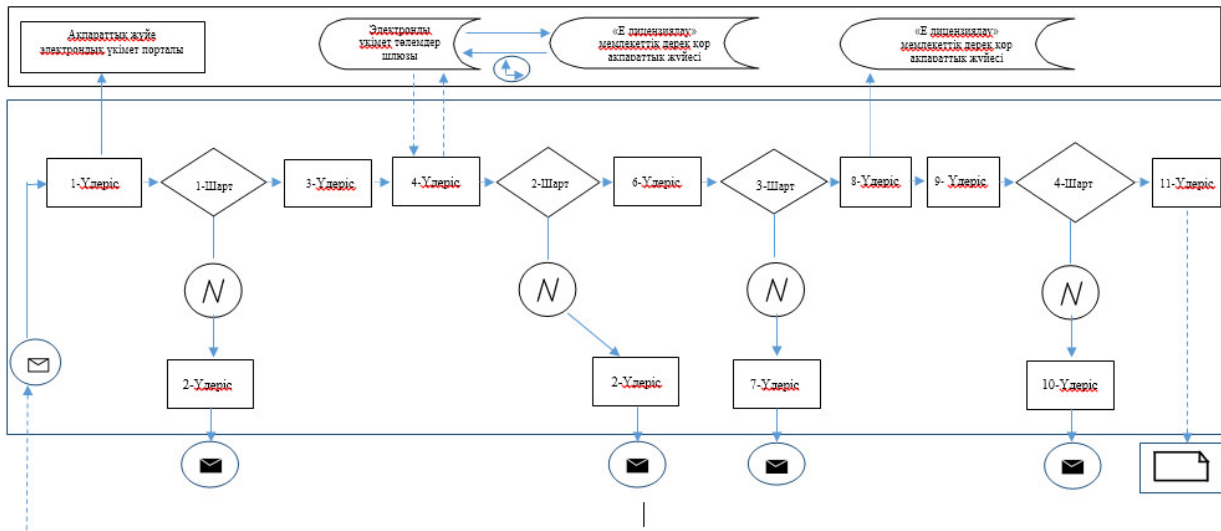 Ақпараттық жүйе
электрондық үкімет порталы
Электронды
үкімет төлемдер
шлюзы
«Е лицензиялау»
мемлекеттік дерек қор
ақпараттық жүйесі
«Е лицензиялау»
мемлекеттік дерек қор
ақпараттық жүйесі
1-Үдеріс
1-Шарт
3-Үдеріс
4-Үдеріс
2-Шарт
6-Үдеріс
3-Шарт
8-Үдеріс
9- Үдеріс
4-Шарт
11-Үдеріс
N
N
N
N
2-Үдеріс
2-Үдеріс
7-Үдеріс
10-Үдеріс